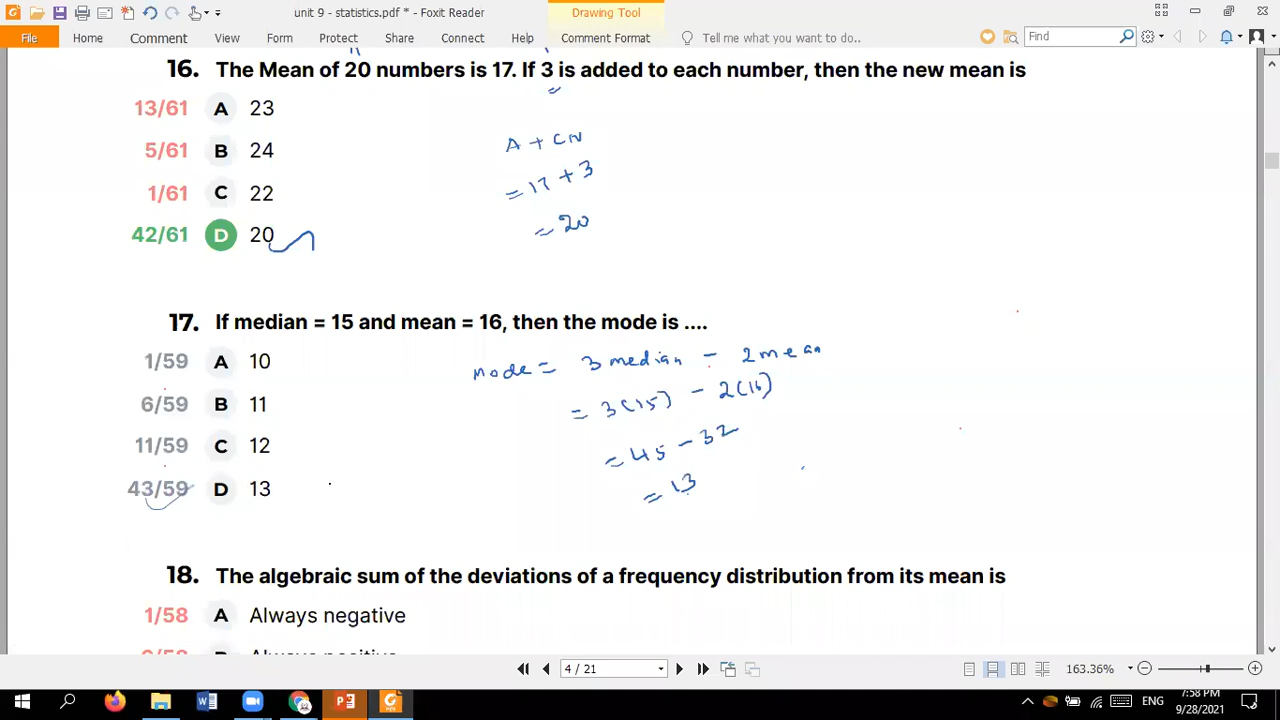 unit 9 - statistics.pdf * - Foxit Reader
Drawing Tool
File Home Comment View Form Protect Share Connect Help Comment Format Tell me what you want to do.. Find
16. The Mean of 20 numbers is 17. If 3 is added to each number, then the new mean is
13/61 A 23
5/61 B 24
1/61 C 22
42/61 D 20
= 17 + 3
= 20
17. If median = 15 and mean = 16, then the mode is ....
1/59 A 10
6/59 B 11
11/59 C 12
43/59 D 13
mode = 3 median - 2 mean
= 3(15) - 2(16)
= 45 - 32
= 13
18. The algebraic sum of the deviations of a frequency distribution from its mean is
1/58 A Always negative
4 / 21
163.36%
ENG
7:58 PM
9/28/2021